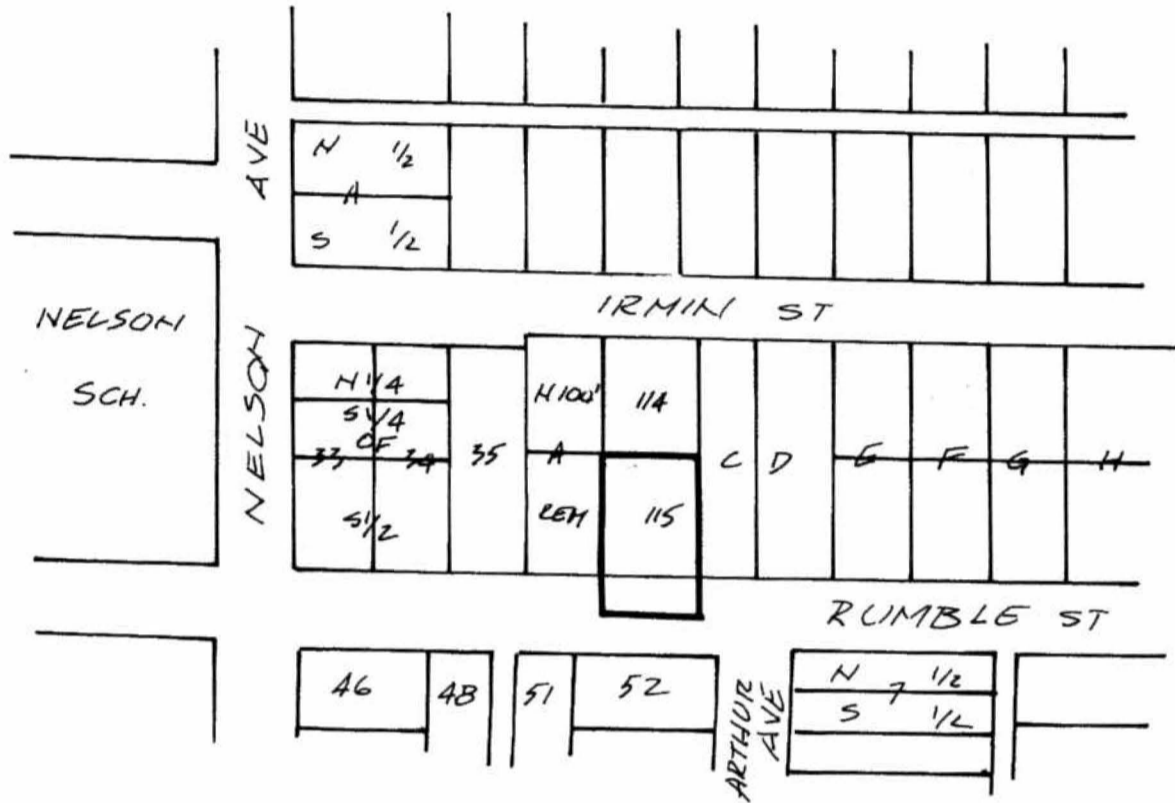 AVE
N 1/2
A
S 1/2
IRMIN ST
NELSON
SCH.
NELSON
N 1/4
S 1/4
OF
33 34
S 1/2
35
N 100'
A
REM
114
115
C D E F G H
RUMBLE ST
46 48 51 52
ARTHUR
AVE
N 1/2
7
S 1/2